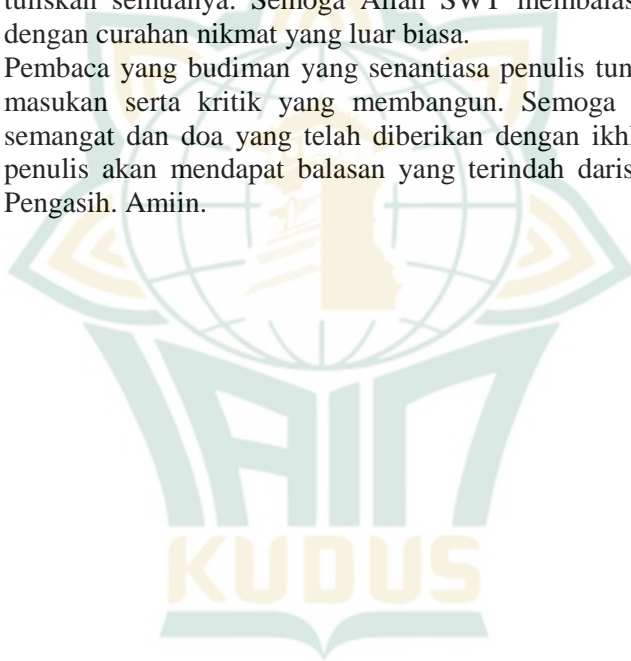 tuliskan semuanya. Semoga Allah SWT membalas
dengan curahan nikmat yang luar biasa.
Pembaca yang budiman yang senantiasa penulis tun
masukan serta kritik yang membangun. Semoga
semangat dan doa yang telah diberikan dengan ikhl
penulis akan mendapat balasan yang terindah daris
Pengasih. Amiin.
IAIN
KUDUS